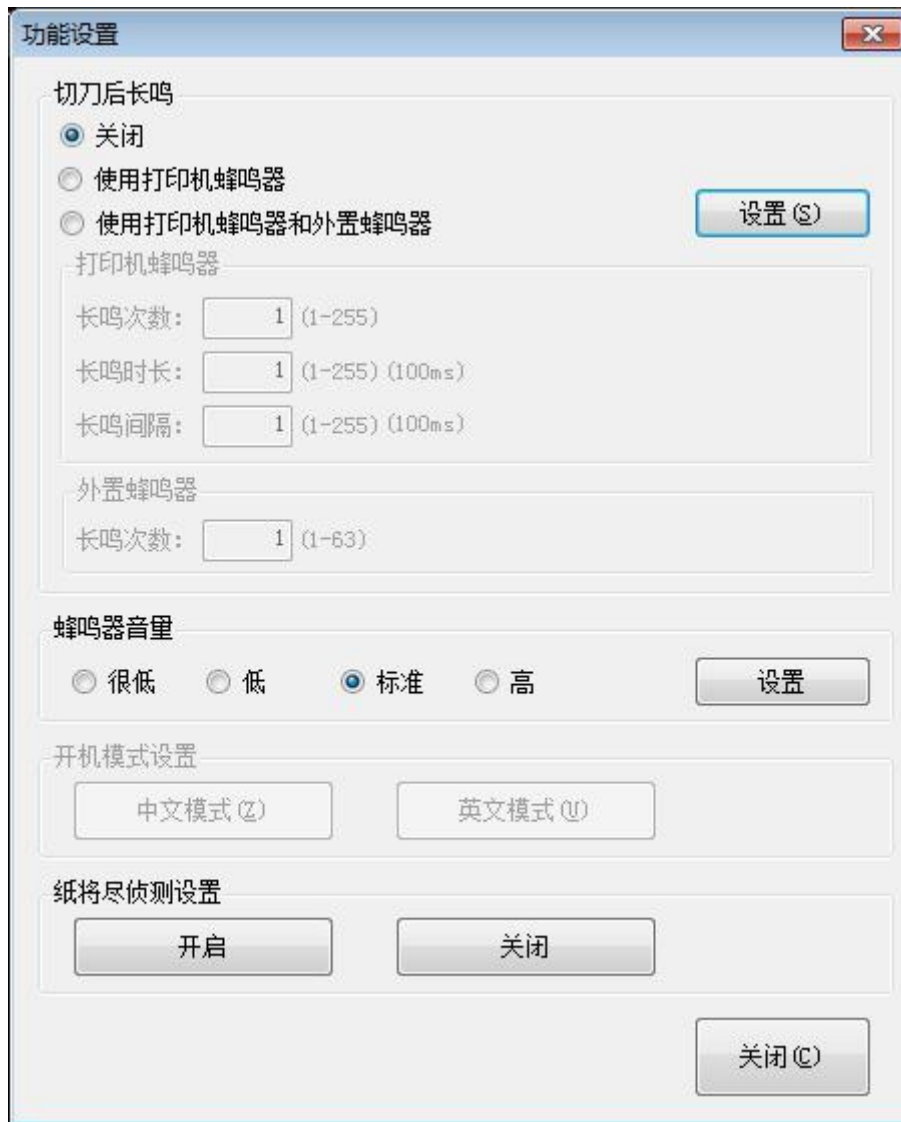 功能设置
切刀后长鸣
关闭
使用打印机蜂鸣器
使用打印机蜂鸣器和外置蜂鸣器
设置(S)
打印机蜂鸣器
长鸣次数： 1 (1-255)
长鸣时长： 1 (1-255)(100ms)
长鸣间隔： 1 (1-255)(100ms)
外置蜂鸣器
长鸣次数： 1 (1-63)
蜂鸣器音量
很低 低 标准 高 设置
开机模式设置
中文模式(Z) 英文模式(U)
纸将尽侦测设置
开启 关闭
关闭(C)